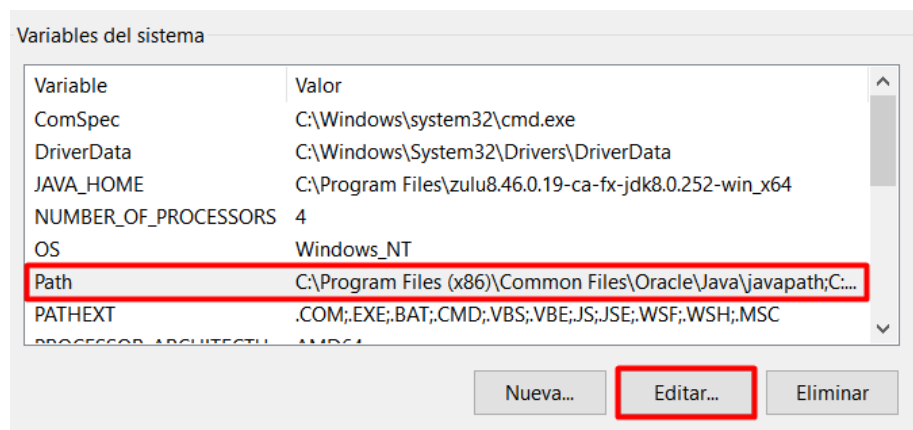 Variables del sistema
Variable Valor
ComSpec C:\Windows\system32\cmd.exe
DriverData C:\Windows\System32\Drivers\DriverData
JAVA_HOME C:\Program Files\zulu8.46.0.19-ca-fx-jdk8.0.252-win_x64
NUMBER_OF_PROCESSORS 4
OS Windows_NT
Path C:\Program Files (x86)\Common Files\Oracle\Java\javapath;C:...
PATHEXT .COM;.EXE;.BAT;.CMD;.VBS;.VBE;.JS;.JSE;.WSF;.WSH;.MSC
Nueva... Editar... Eliminar